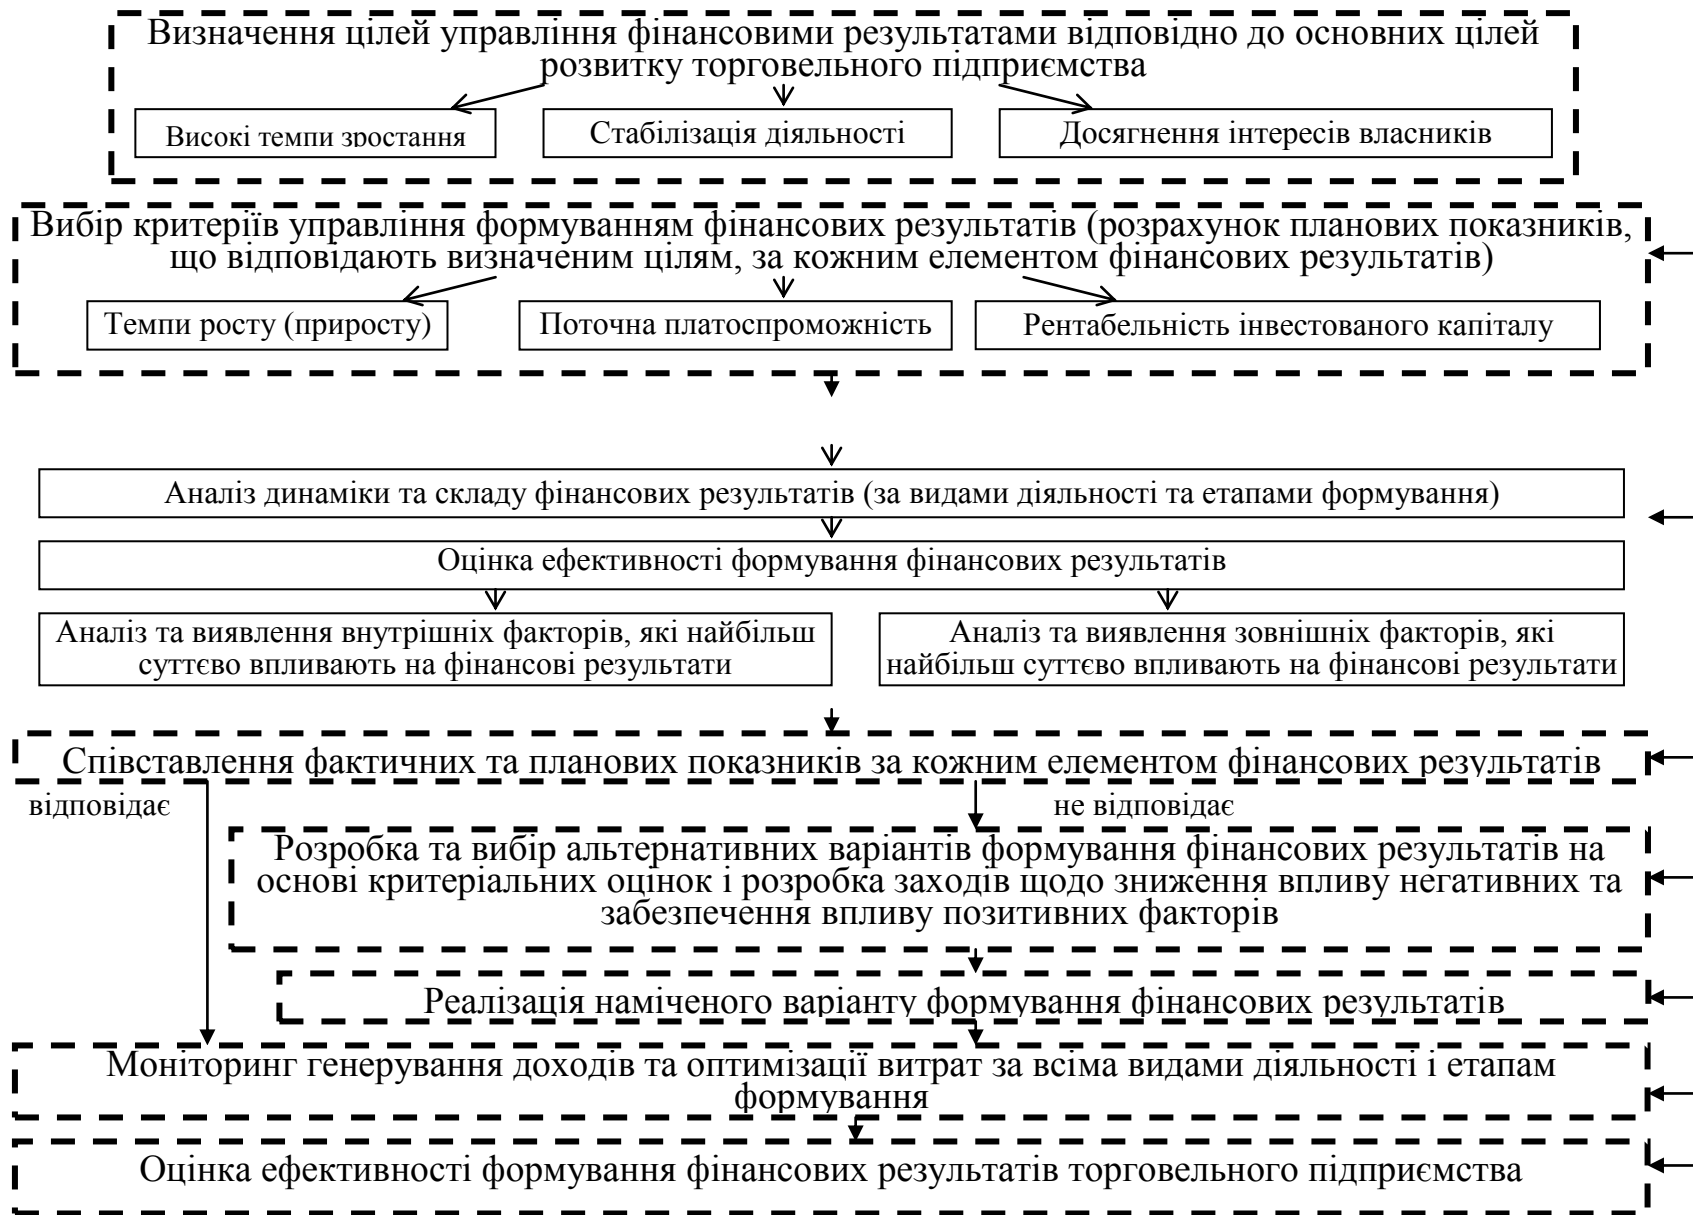 Визначення цілей управління фінансовими результатами відповідно до основних цілей
розвитку торговельного підприємства
Високі темпи зростання
Стабілізація діяльності
Досягнення інтересів власників
Вибір критеріїв управління формуванням фінансових результатів (розрахунок планових показників,
що відповідають визначеним цілям, за кожним елементом фінансових результатів)
Темпи росту (приросту)
Поточна платоспроможність
Рентабельність інвестованого капіталу
Аналіз динаміки та складу фінансових результатів (за видами діяльності та етапами формування)
Оцінка ефективності формування фінансових результатів
Аналіз та виявлення внутрішніх факторів, які найбільш
суттєво впливають на фінансові результати
Аналіз та виявлення зовнішніх факторів, які
найбільш суттєво впливають на фінансові результати
Співставлення фактичних та планових показників за кожним елементом фінансових результатів
відповідає
не відповідає
Розробка та вибір альтернативних варіантів формування фінансових результатів на
основі критеріальних оцінок і розробка заходів щодо зниження впливу негативних та
забезпечення впливу позитивних факторів
Реалізація наміченого варіанту формування фінансових результатів
Моніторинг генерування доходів та оптимізації витрат за всіма видами діяльності і етапам
формування
Оцінка ефективності формування фінансових результатів торговельного підприємства